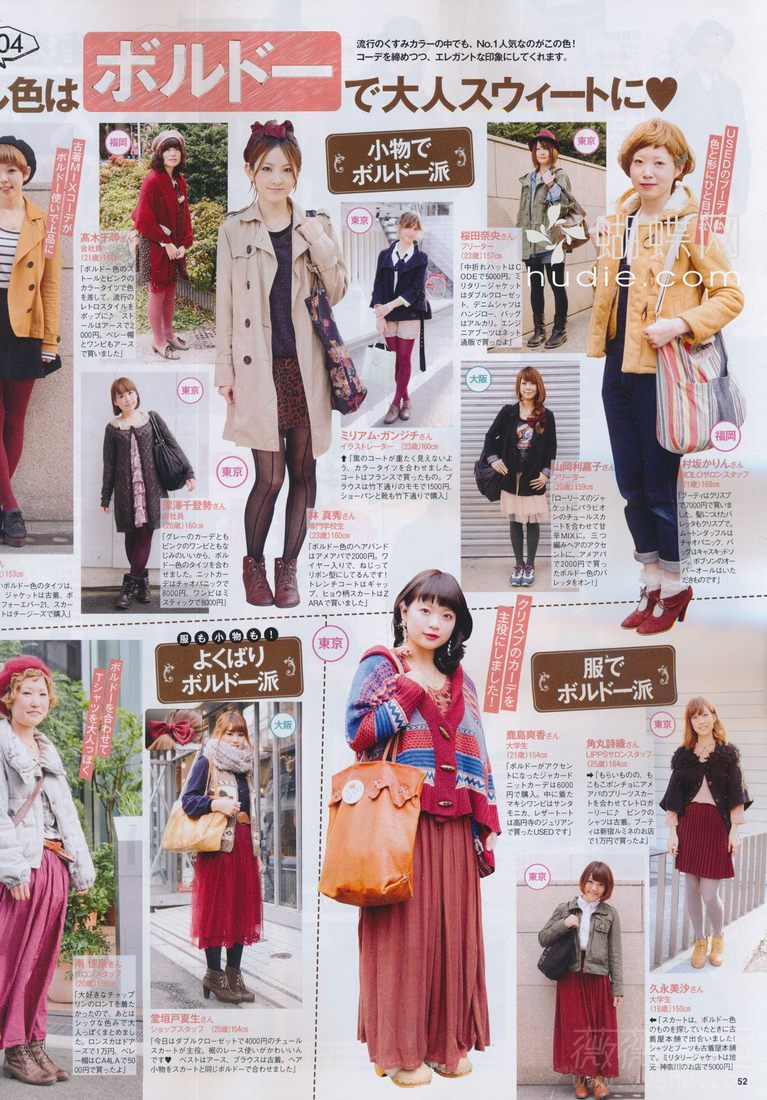 04
し色は
ボルドー
で大人スウィートに♥
流行のくすみカラーの中でも、No.1人気なのがこの色!
コーデを締めつつ、エレガントな印象にしてくれます。
古着MIXコーデが
ボルドー使いで上品に
福岡
髙木千尋さん
会社員
(21歳)161cm
「ボルドー色のス
トールとピンクの
カラータイツで色
を差して、流行の
レトロスタイルを
ポップに♪ ス
トールはアースで2
000円。ベレー帽
とワンピもアース
で買いました」
小物で
ボルドー派
東京
ミリアム・ガンジチさん
イラストレーター (23歳)160cm
「黒のコートが重たく見えないよ
う、カラータイツを合わせました。
コートはフランスで買ったもの。ブ
ラウスは竹下通りのモモで1500円、
ショーパンと靴も竹下通りで購入」
東京
桜田奈央さん
フリーター
(23歳)157cm
「中折れハットはC
ODEで5000円。ミ
リタリージャケット
はダブルクローゼッ
ト、デニムシャツは
ハンジロー、バッグ
はアルカリ。エンジ
ニアブーツはネット
通販で買ったよ」
USEDのブーティは
色と形にひと目惚れ
蝴蝶网
hudie.com
福岡
村坂かりんさん
ROLOサロンスタッフ
(21歳)168cm
「ブーティはクリスプ
で7000円で買いま
した。髪につけたバ
レッタもクリスプで。
ムートンダッフルは
チャオパニック、バ
ッグはキャスキッドソ
ン。ボブソンのオー
バーオールはいた
だきものです」
東京
深澤千登勢さん
会社員
(26歳)160cm
「グレーのカーデとも
ピンクのワンピともな
じみのいいから、ボルド
ー色のタイツを合わ
せました。ニットカー
デはチャオパニックで
8000円、ワンピはミ
スティックで8000円」
東京
林 真秀さん
専門学校生
(23歳)160cm
「ボルドー色のヘアバンド
はアメアパで2000円。ワ
イヤー入りで、ねじって
リボン型にしてるんです!
トレンチコートはギャッ
プ、ヒョウ柄スカートはZ
ARAで買いました」
大阪
山岡利嘉子さん
フリーター
(20歳)159cm
「ローリーズのジャ
ケットにパラビオ
ンのチュールスカ
ートを合わせて甘
辛MIXに。三つ
編みヘアのアクセ
ントに、アメアパ
で2000円で買っ
たボルドー色のバ
レッタをオン!」
153cm
ボルドー色のタイツは、
ジャケットは古着、ボ
フォーエバー21、スカー
トはチージーズで購入」
服も小物も!
よくばり
ボルドー派
ボルドーを合わせて
Tシャツを大人っぽく
南 佳奈さん
サロンスタッフ
(20歳)156cm
「大好きなチャップ
リンのロンTを着た
かったので、あとは
シックな色みで大人
っぽくまとめました。
ロンスカはドアー
ズで1万円、ベレ
ー帽はCA4LAで50
00円で買ったよ」
大阪
堂垣戸夏生さん
ショップスタッフ (20歳)154cm
「今日はダブルクローゼットで4000円のチュール
スカートが主役。裾のレース使いがかわいいんで
す♥ ベストはアース、ブラウスは古着。ヘア
小物をスカートと同じボルドーで合わせました」
東京
クリスプのカーデを
主役にしました!
鹿島爽香さん
大学生
(21歳)154cm
「ボルドーがアクセ
ントになったジャカード
ニットカーデは6000
円で購入。中に着た
マキシワンピはサンタ
モニカ、レザートート
は高円寺のジュリアン
で買ったUSEDです」
服で
ボルドー派
東京
角丸詩織さん
LIPPSサロンスタッフ
(25歳)164cm
「もらいものの、も
こもこポンチョにアメ
アパのプリーツスカー
トを合わせてレトロガ
ーリーに♪ ピンクの
シャツは古着。ブーテ
ィは新宿ルミネのお店
で1万円で買ったよ」
東京
久永美沙さん
大学生
(18歳)150cm
「スカートは、ボルドー色
のものを探していたときに古
着屋本舗で出合いました!
シャツとブーツも古着屋本舗
で。ミリタリージャケットは地
元・神奈川のお店で5000円」
52